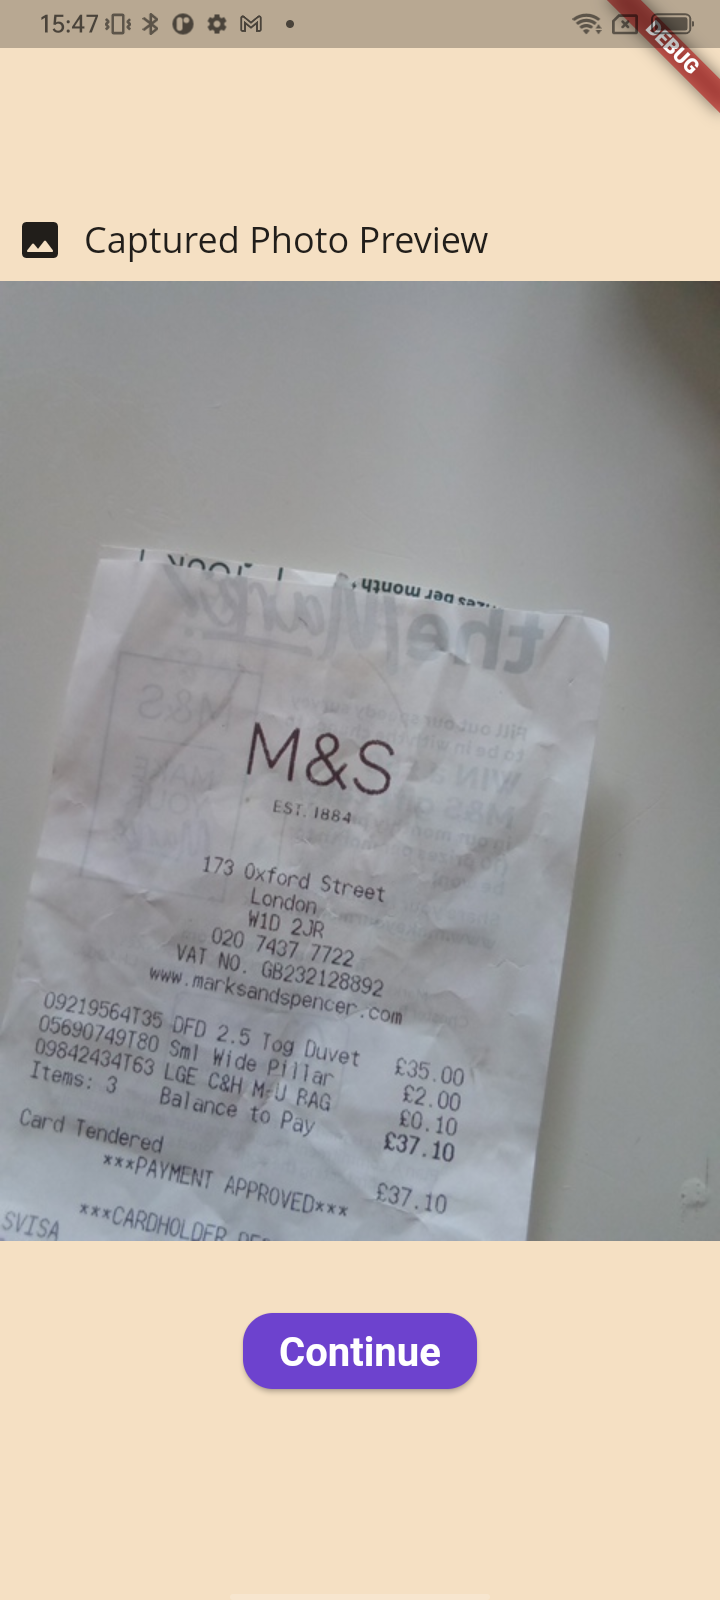 15:47
DEBUG
Captured Photo Preview
the
M&S
EST. 1884
173 Oxford Street
London
W1D 2JR
020 7437 7722
VAT NO. GB232128892
www.marksandspencer.com
09219564T35 DFD 2.5 Tog Duvet £35.00
05690749T80 Sml Wide Pillar £2.00
09842434T63 LGE C&H M-U RAG £0.10
Items: 3 Balance to Pay £37.10
Card Tendered £37.10
***PAYMENT APPROVED***
***CARDHOLDER
SVISA
Continue